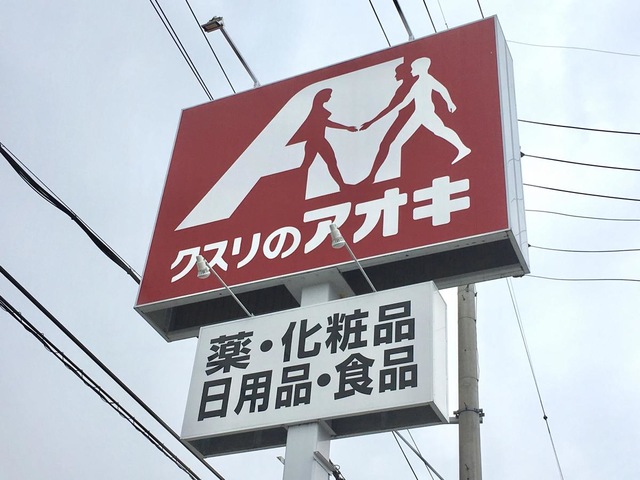 クスリのアオキ
薬・化粧品
日用品・食品